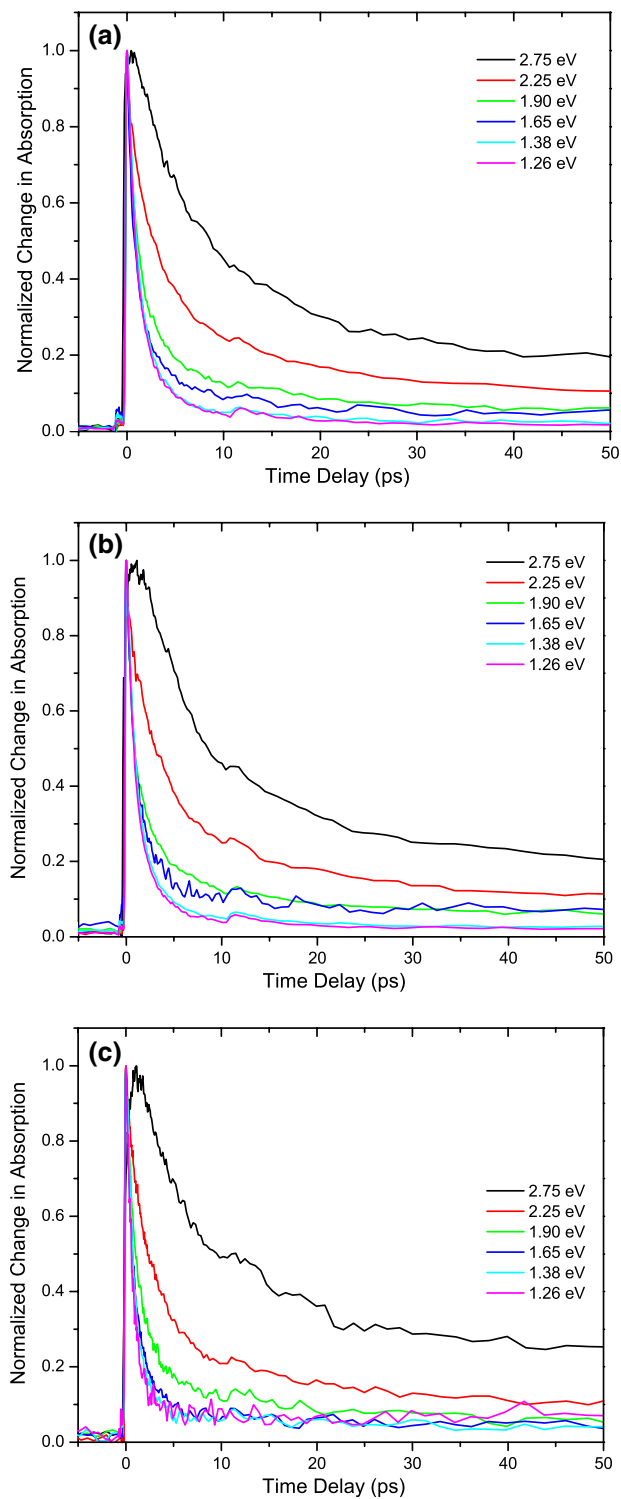 (a)
2.75 eV
2.25 eV
1.90 eV
1.65 eV
1.38 eV
1.26 eV
Normalized Change in Absorption
1.0
0.8
0.6
0.4
0.2
0.0
0 10 20 30 40 50
Time Delay (ps)
(b)
2.75 eV
2.25 eV
1.90 eV
1.65 eV
1.38 eV
1.26 eV
Normalized Change in Absorption
1.0
0.8
0.6
0.4
0.2
0.0
0 10 20 30 40 50
Time Delay (ps)
(c)
Normalized Change in Absorption
1.0
0.8
0.6
0.4
0.2
0.0
2.75 eV
2.25 eV
1.90 eV
1.65 eV
1.38 eV
1.26 eV
0 10 20 30 40 50
Time Delay (ps)